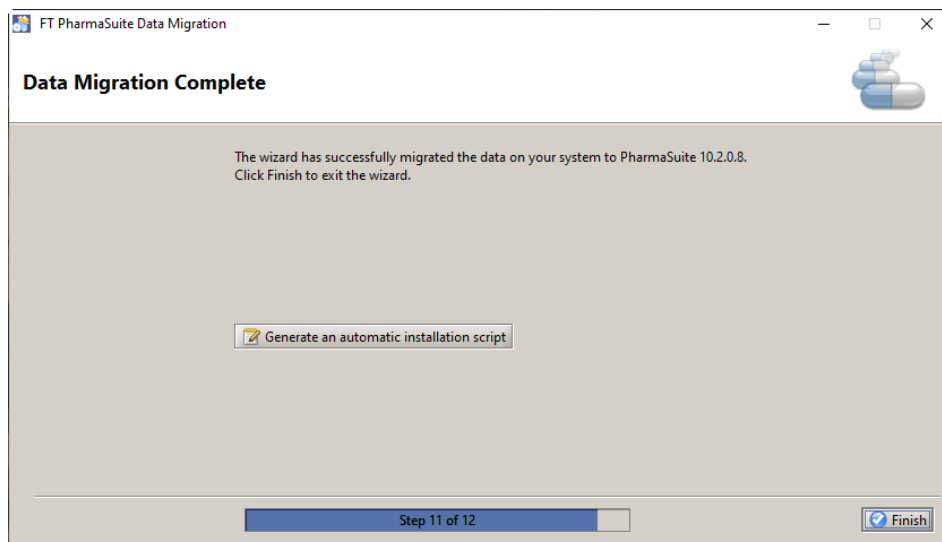 FT PharmaSuite Data Migration
Data Migration Complete
The wizard has successfully migrated the data on your system to PharmaSuite 10.2.0.8.
Click Finish to exit the wizard.
Generate an automatic installation script
Step 11 of 12
Finish